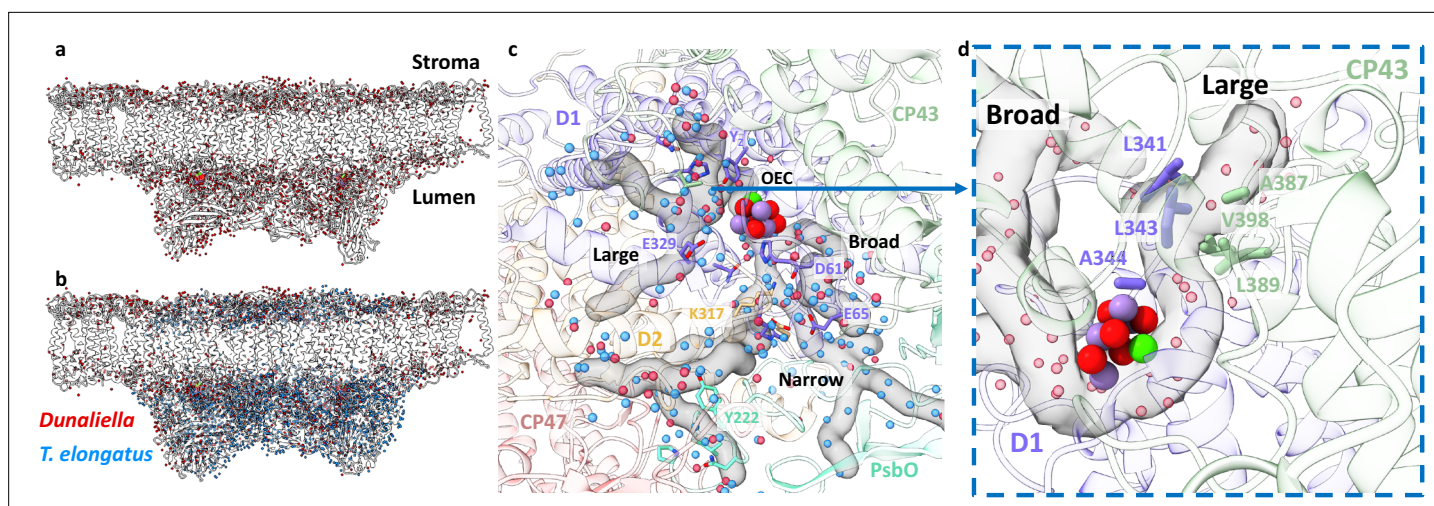 a
Stroma
Lumen
b
Dunaliella
T. elongatus
c
D1
CP43
YZ
OEC
E329
Large
Broad
D61
K317
E65
D2
Narrow
CP47
Y222
PsbO
d
CP43
Large
Broad
L341
A387
V398
L343
A344
L389
D1